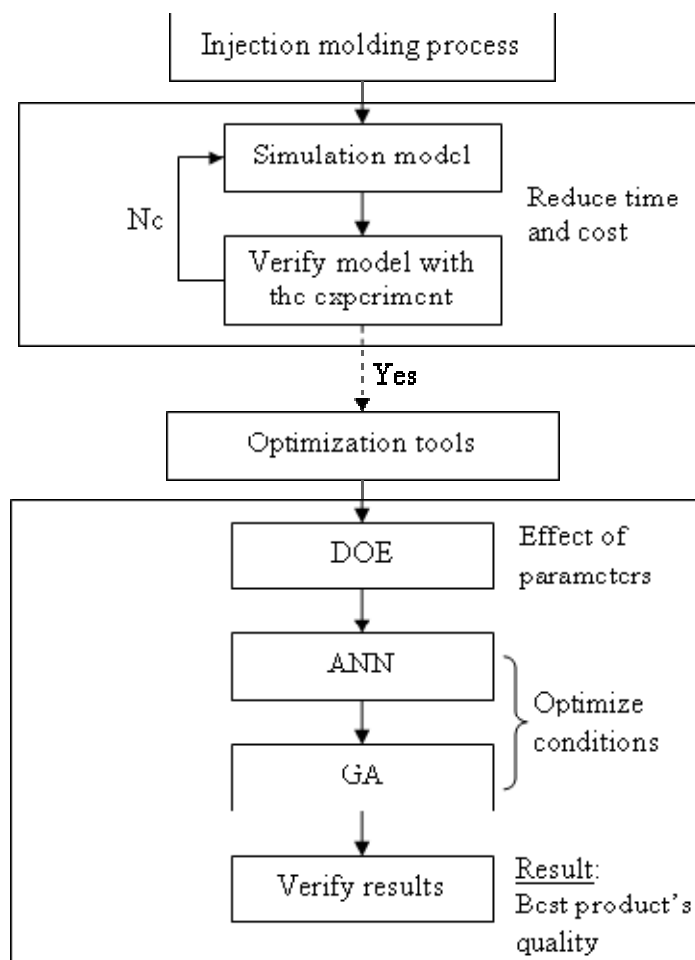 Injection molding process
Simulation model
No
Reduce time
and cost
Verify model with
the experiment
Yes
Optimization tools
DOE
Effect of
parameters
ANN
Optimize
conditions
GA
Verify results
Result:
Best product's
quality